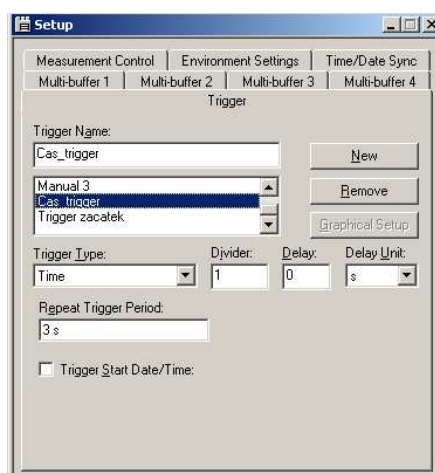 Setup
Measurement Control Environment Settings Time/Date Sync
Multi-buffer 1 Multi-buffer 2 Multi-buffer 3 Multi-buffer 4
Trigger
Trigger Name:
Cas_trigger
New
Manual 3
Cas_trigger
Trigger zacatek
Remove
Graphical Setup
Trigger Type: Divider: Delay: Delay Unit:
Time 1 0 s
Repeat Trigger Period:
3 s
Trigger Start Date/Time: